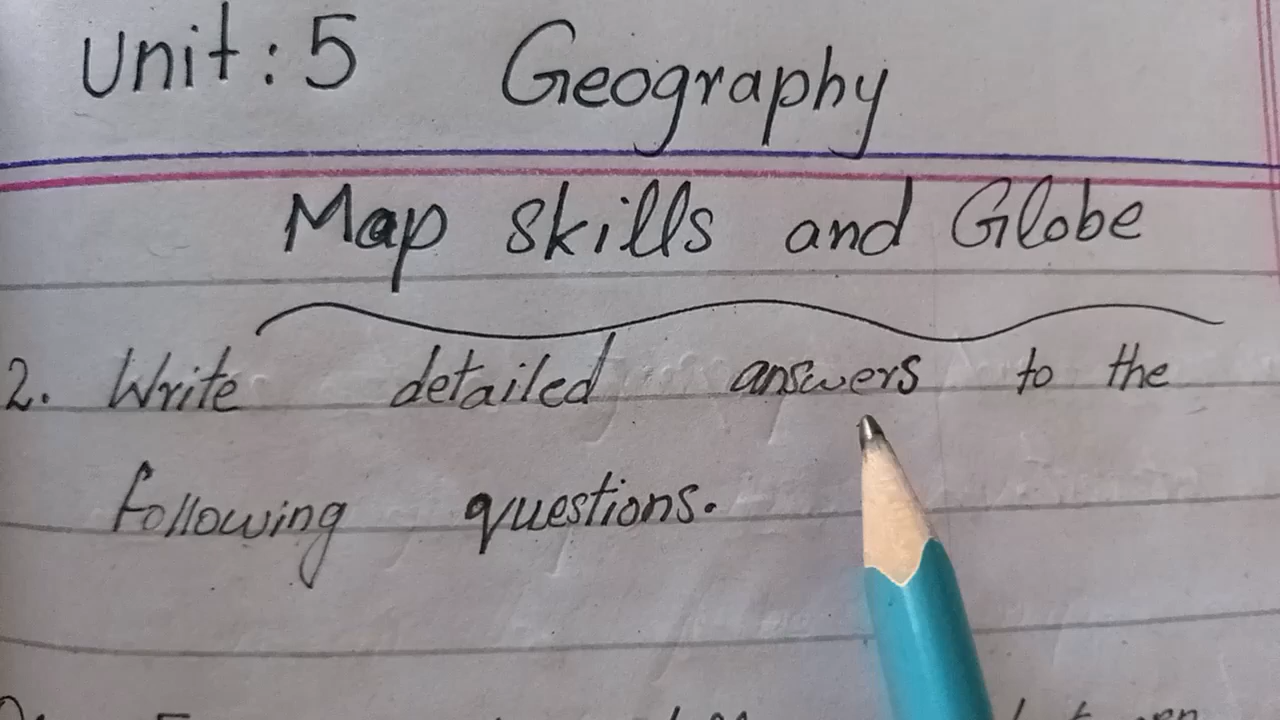 Unit: 5 Geography
Map skills and Globe
2. Write detailed answers to the
following questions.